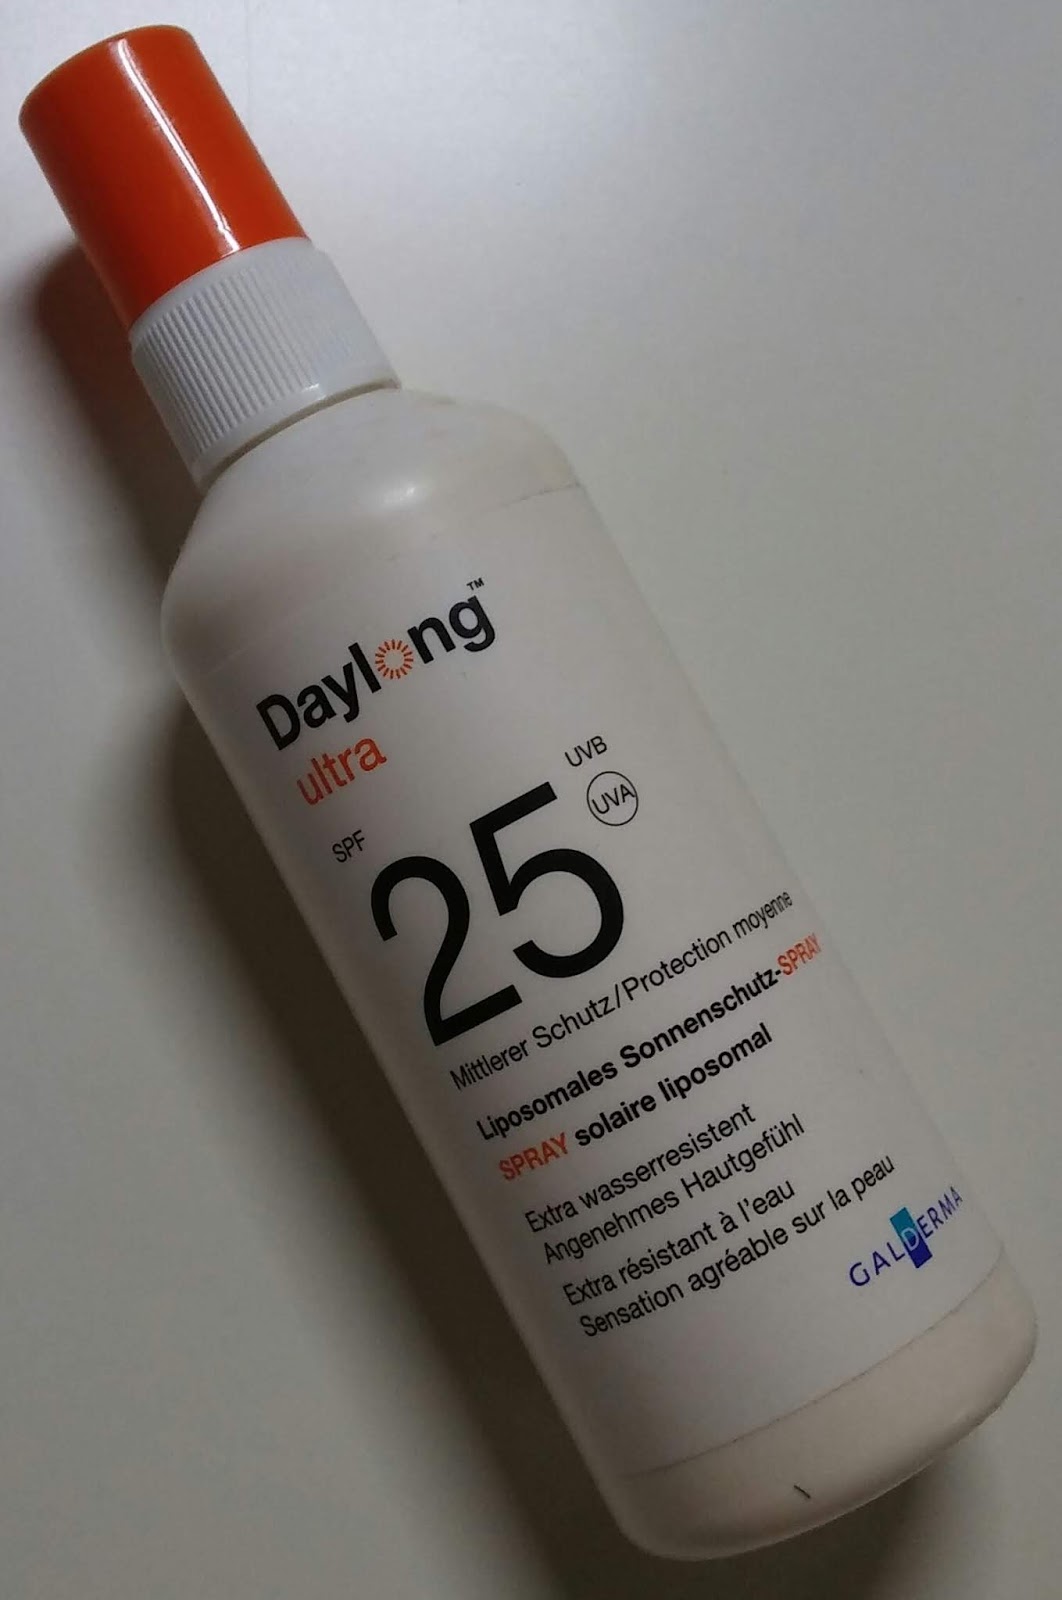 Daylong™
ultra
SPF 25 UVB
UVA
Mittlerer Schutz/Protection moyenne
Liposomales Sonnenschutz-SPRAY
SPRAY solaire liposomal
Extra wasserresistent
Angenehmes Hautgefühl
Extra résistant à l'eau
Sensation agréable sur la peau
GALDERMA